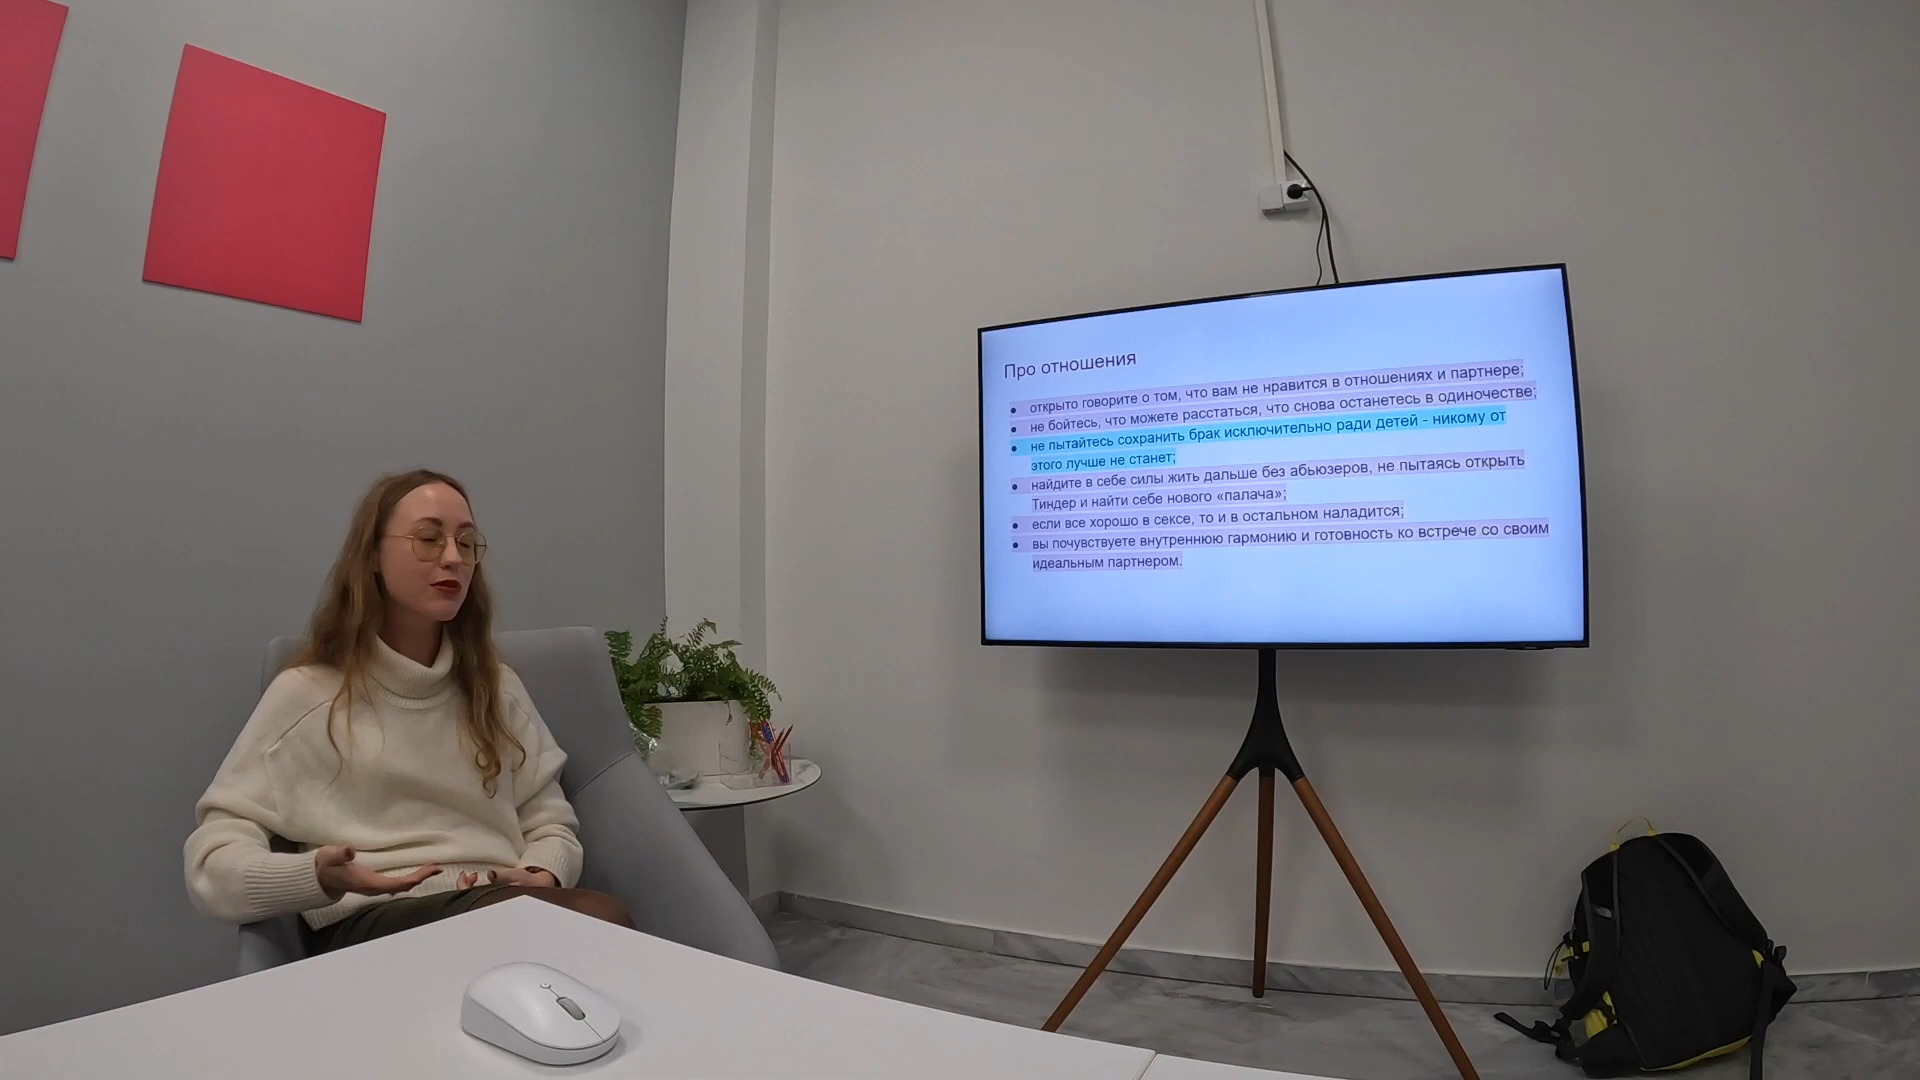 Про отношения
● открыто говорите о том, что вам не нравится в отношениях и партнере;
● не бойтесь, что можете расстаться, что снова останетесь в одиночестве;
● не пытайтесь сохранить брак исключительно ради детей - никому от
этого лучше не станет;
● найдите в себе силы жить дальше без абьюзеров, не пытаясь открыть
Тиндер и найти себе нового «палача»;
● если все хорошо в сексе, то и в остальном наладится;
● вы почувствуете внутреннюю гармонию и готовность ко встрече со своим
идеальным партнером.